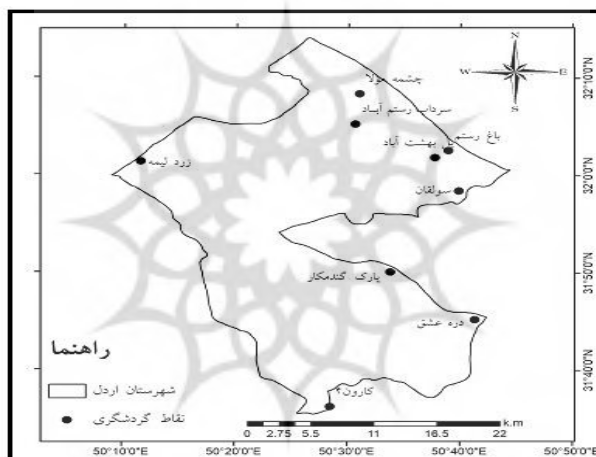 N
W E
S
چشمه مولا
سرداب رستم آباد
باغ رستم
پل بهشت آباد
زرد لیمه
سولقان
پارک گندمکار
دره عشق
کارون۴
راهنما
شهرستان اردل
نقاط گردشگری
k.m
0 2.75 5.5 11 16.5 22
32°10'0"N
32°0'0"N
31°50'0"N
31°40'0"N
50°10'0"E 50°20'0"E 50°30'0"E 50°40'0"E 50°50'0"E